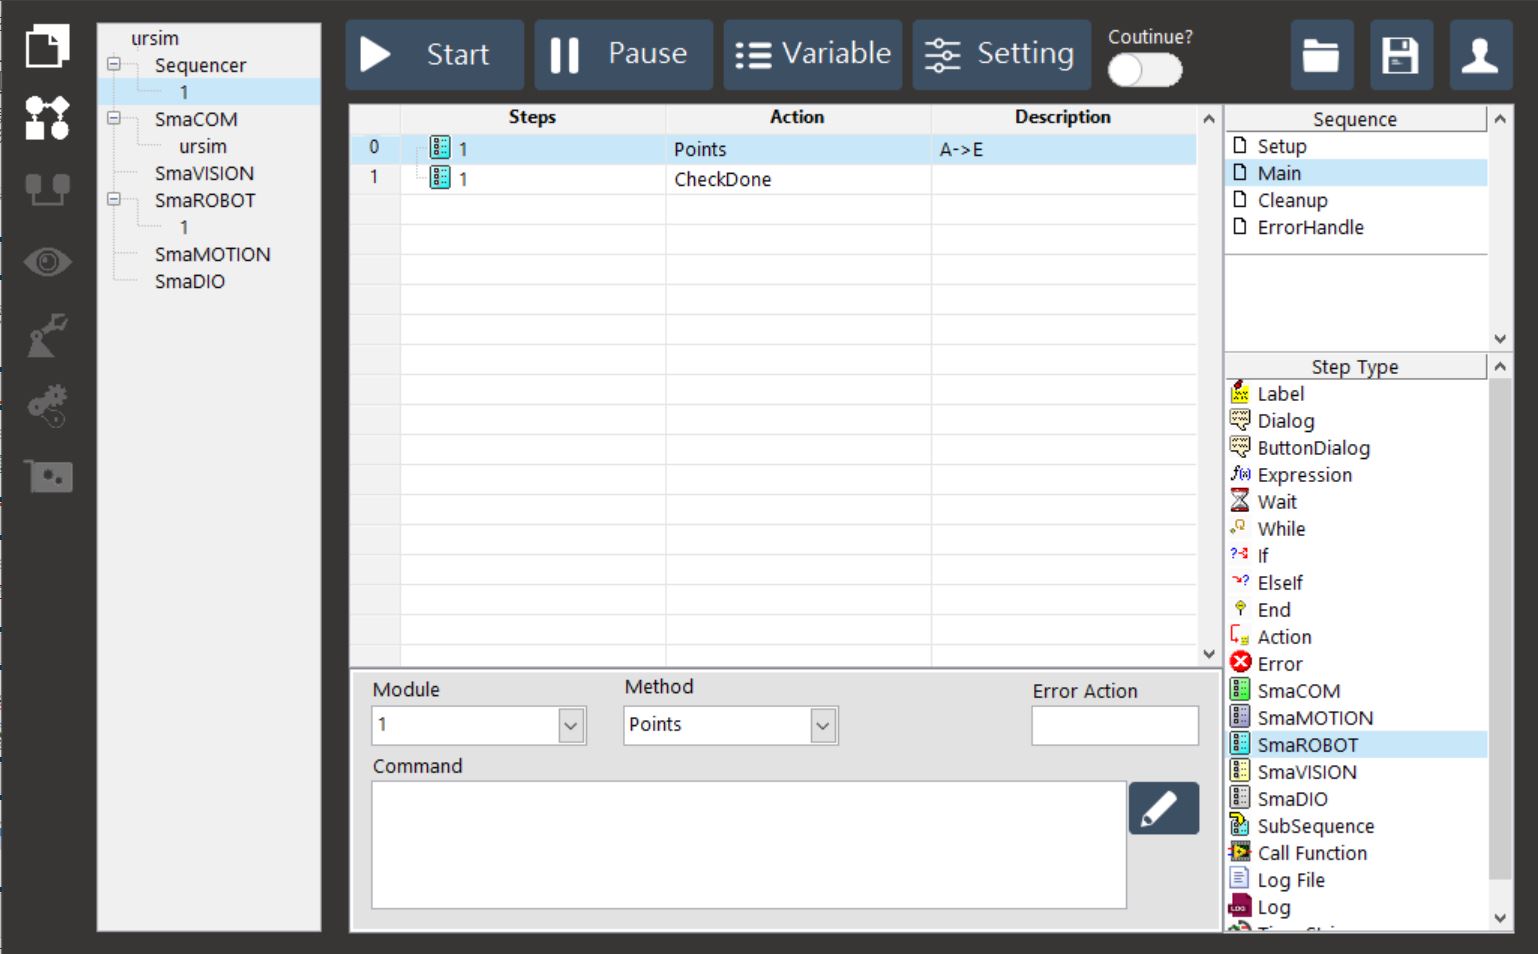 Start
Pause
Variable
Setting
Coutinue?
ursim
Sequencer
1
SmaCOM
ursim
SmaVISION
SmaROBOT
1
SmaMOTION
SmaDIO
Steps Action Description
0 1 Points A->E
1 1 CheckDone
Sequence
Setup
Main
Cleanup
ErrorHandle
Step Type
Label
Dialog
ButtonDialog
Expression
Wait
While
If
ElseIf
End
Action
Error
SmaCOM
SmaMOTION
SmaROBOT
SmaVISION
SmaDIO
SubSequence
Call Function
Log File
Log
Module
1
Method
Points
Error Action
Command